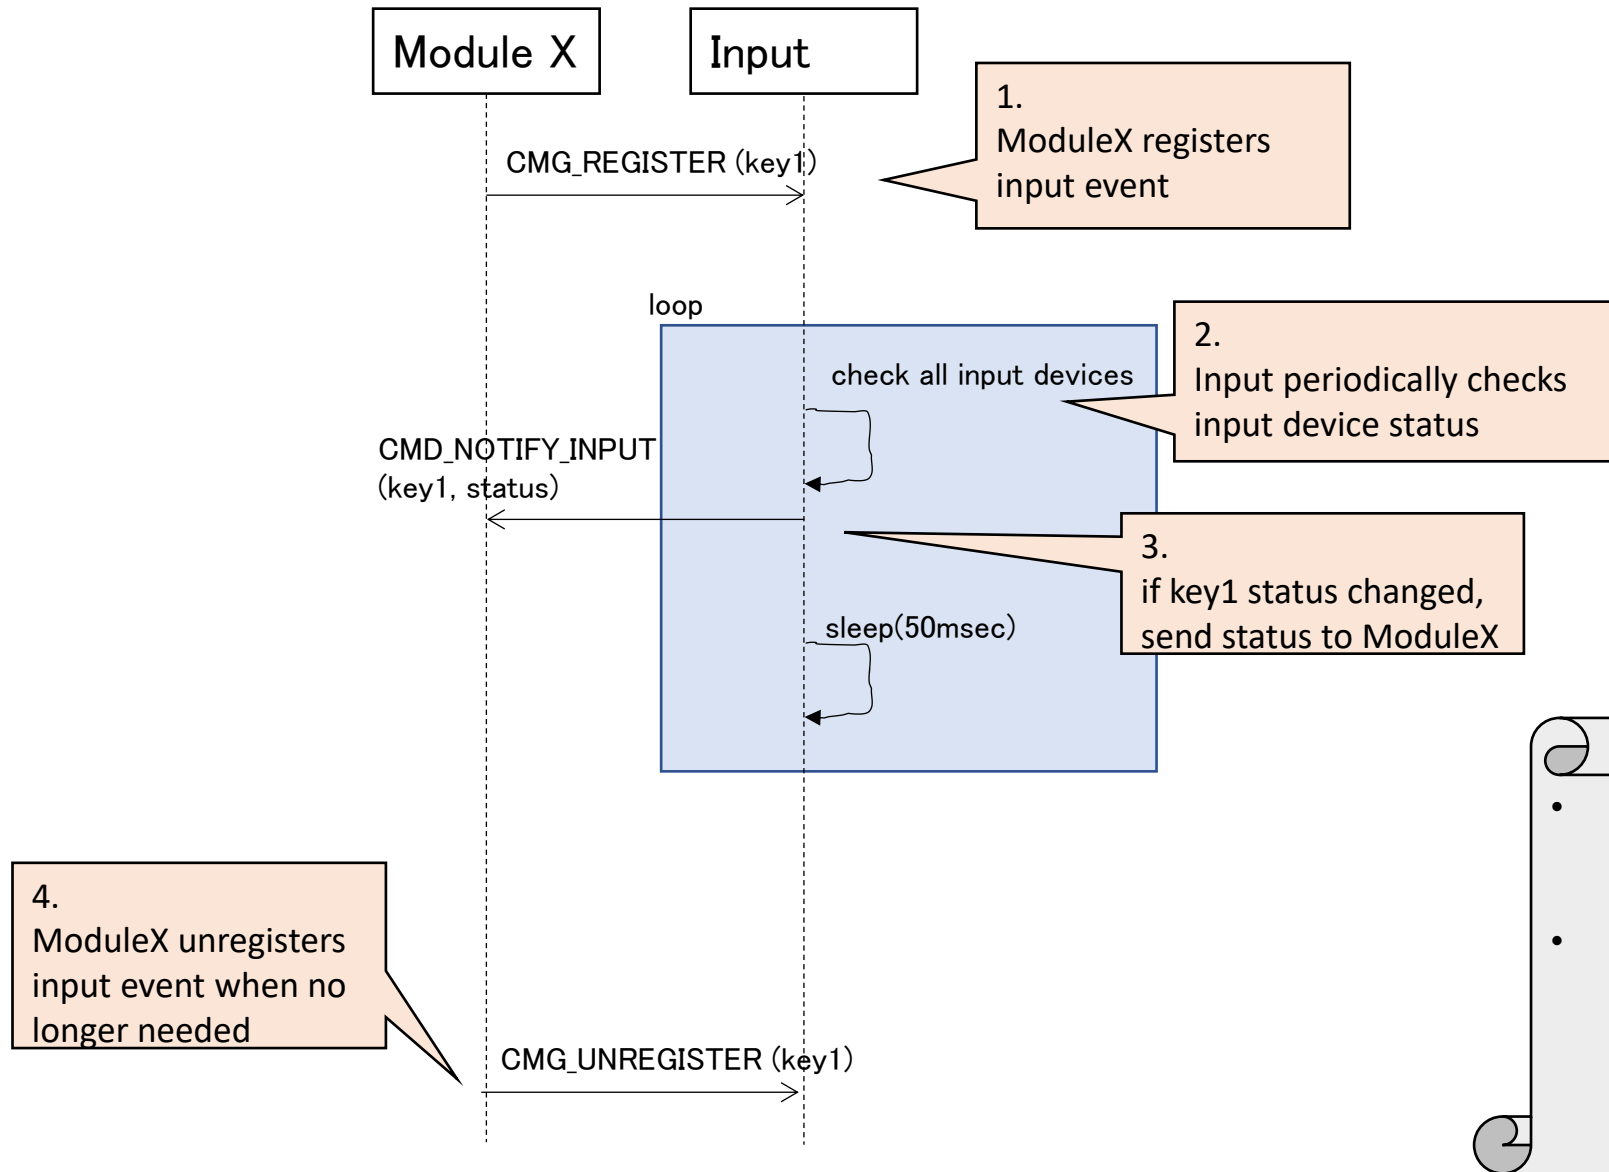 Module X
Input
1.
ModuleX registers
input event
CMG_REGISTER (key1)
loop
2.
Input periodically checks
input device status
check all input devices
CMD_NOTIFY_INPUT
(key1, status)
3.
if key1 status changed,
send status to ModuleX
sleep(50msec)
4.
ModuleX unregisters
input event when no
longer needed
CMG_UNREGISTER (key1)